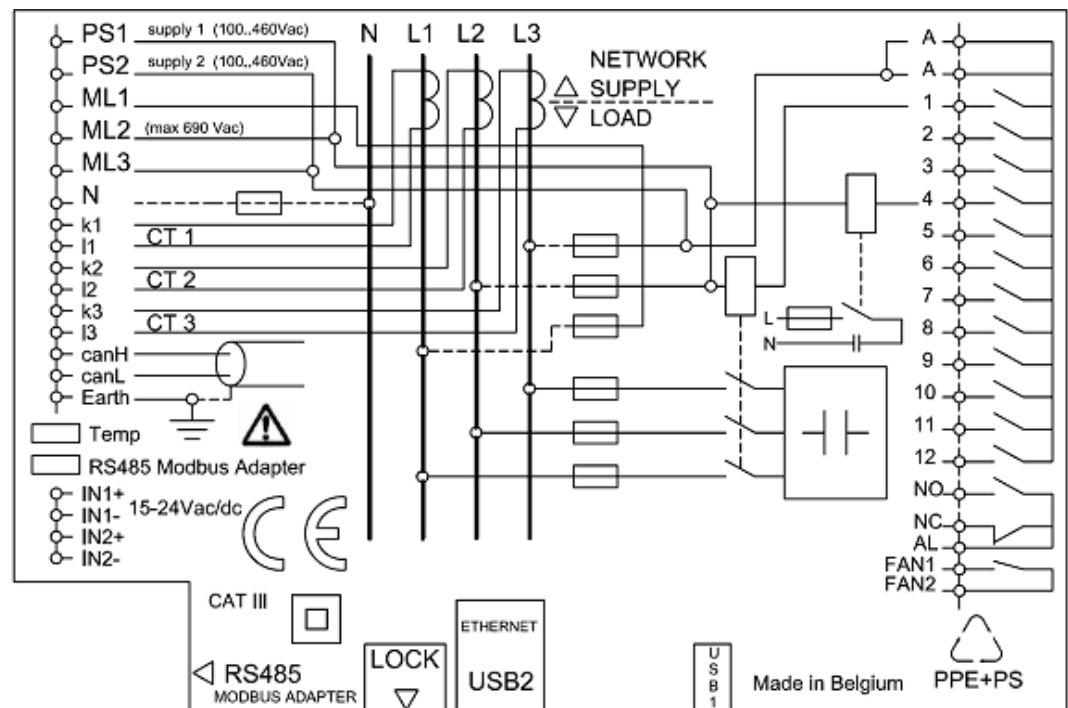 PS1 supply 1 (100..460Vac)
PS2 supply 2 (100..460Vac)
ML1
ML2 (max 690 Vac)
ML3
N
k1
l1 CT 1
k2
l2 CT 2
k3
l3 CT 3
canH
canL
Earth
Temp
RS485 Modbus Adapter
IN1+
IN1- 15-24Vac/dc
IN2+
IN2-
CE
CAT III
RS485
MODBUS ADAPTER
LOCK
ETHERNET
USB2
N L1 L2 L3
NETWORK
SUPPLY
LOAD
L
N
USB1
Made in Belgium
A
A
1
2
3
4
5
6
7
8
9
10
11
12
NO
NC
AL
FAN1
FAN2
PPE+PS